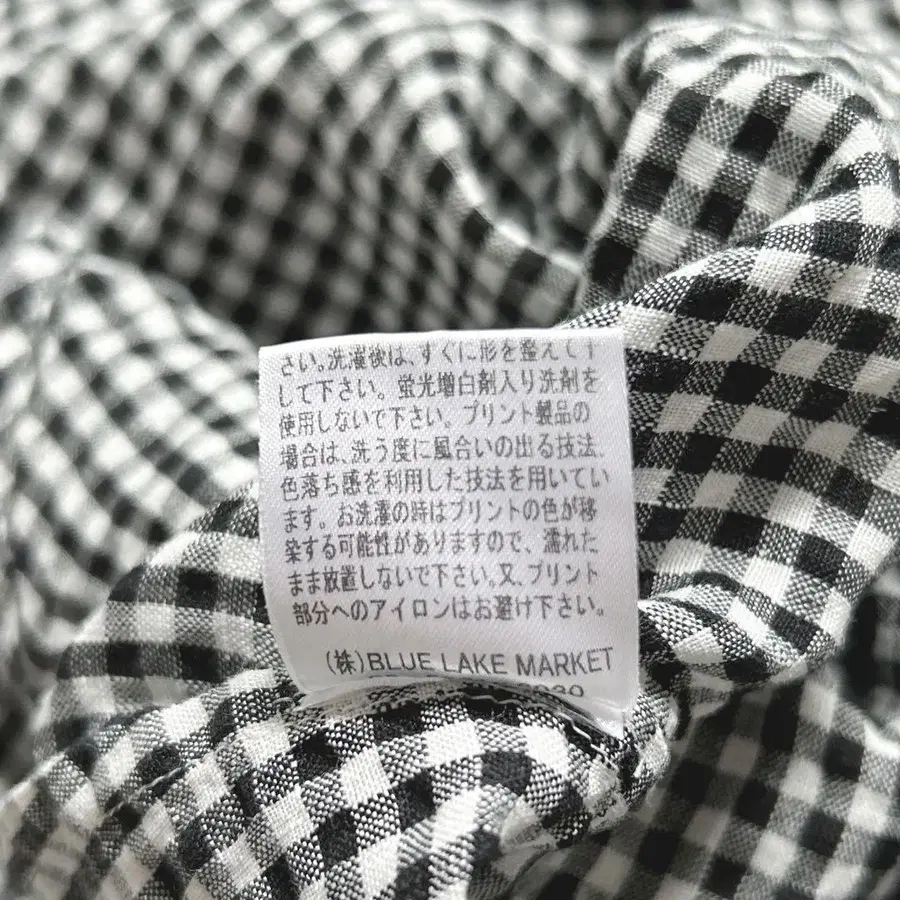 さい。洗濯後は、すぐに形を整えて干
して下さい。蛍光増白剤入り洗剤を
使用しないで下さい。プリント製品の
場合は、洗う度に風合いの出る技法、
色落ち感を利用した技法を用いてい
ます。お洗濯の時はプリントの色が移
染する可能性がありますので、濡れた
まま放置しないで下さい。又、プリント
部分へのアイロンはお避け下さい。
(株)BLUE LAKE MARKET